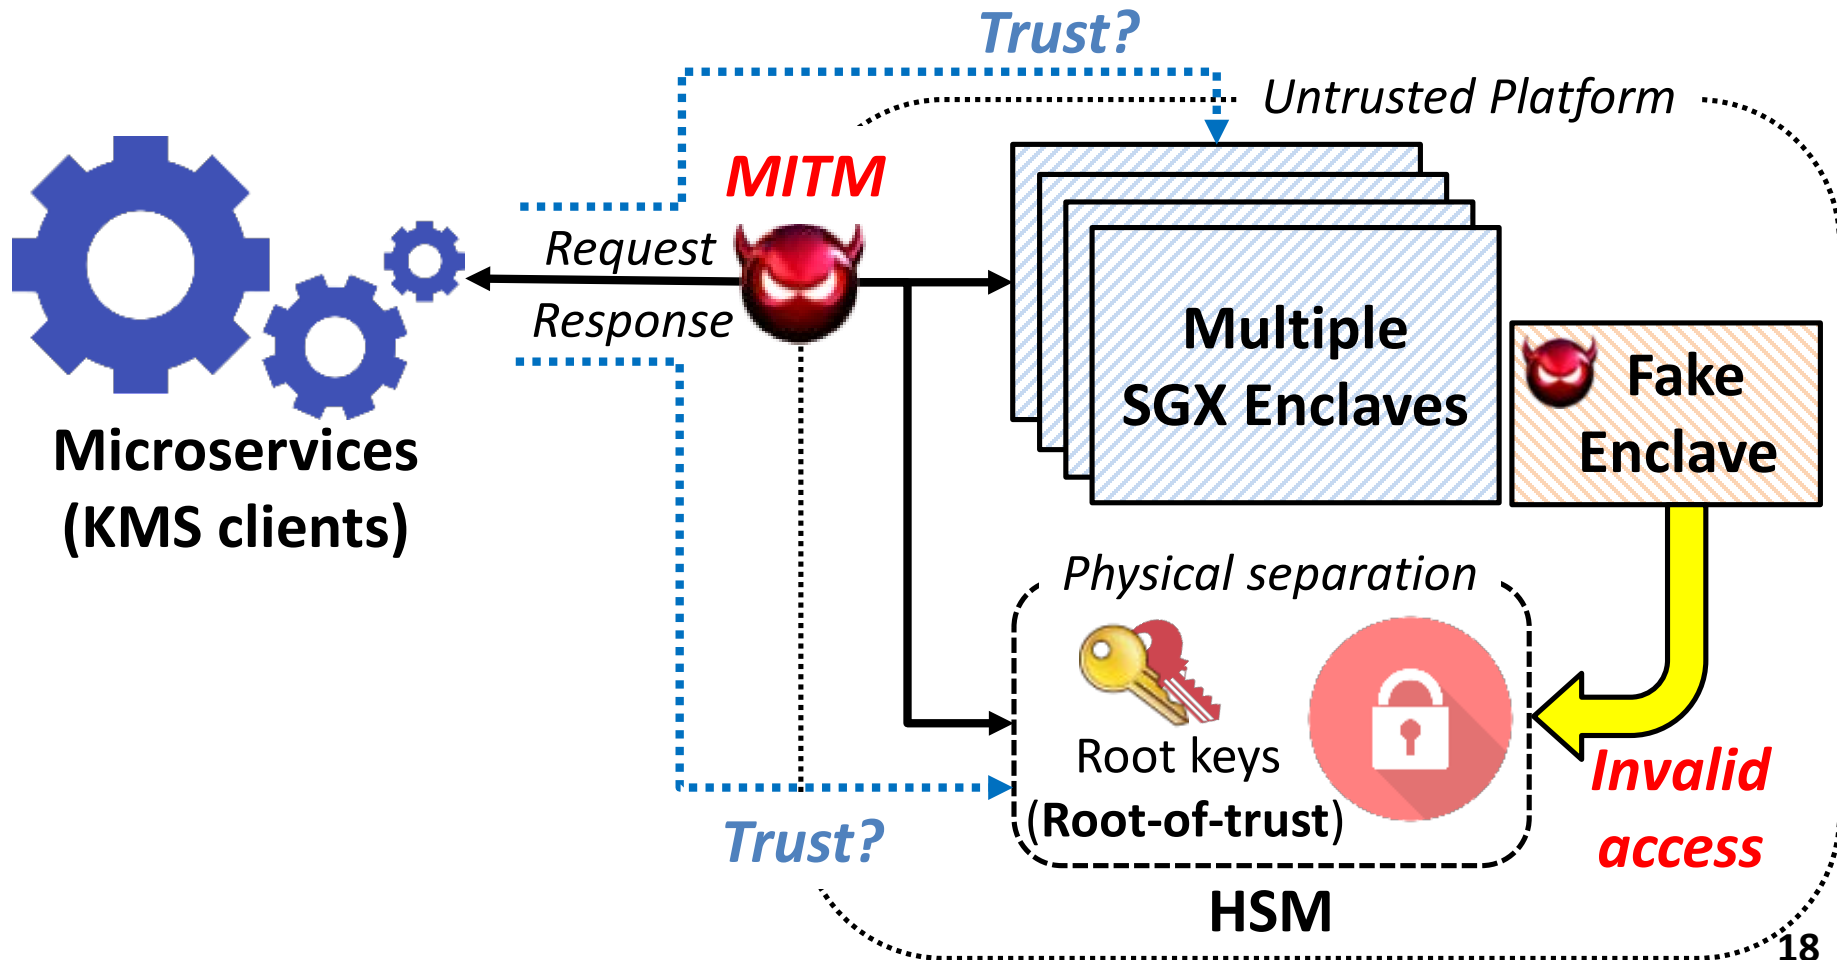 Trust?
Untrusted Platform
MITM
Request
Response
Multiple
SGX Enclaves
Fake
Enclave
Microservices
(KMS clients)
Physical separation
Root keys
(Root-of-trust)
Invalid
access
Trust?
HSM
18